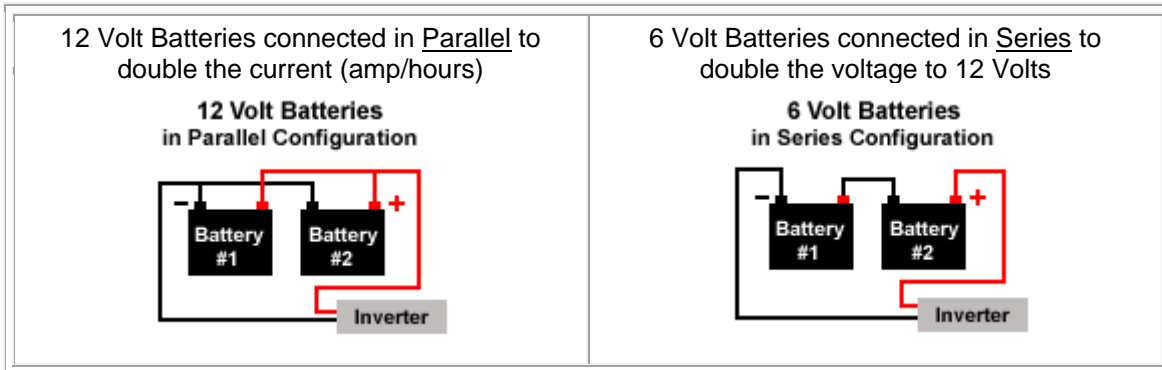 12 Volt Batteries connected in Parallel to
double the current (amp/hours)
12 Volt Batteries
in Parallel Configuration
− +
Battery
#1
Battery
#2
Inverter
6 Volt Batteries connected in Series to
double the voltage to 12 Volts
6 Volt Batteries
in Series Configuration
− +
Battery
#1
Battery
#2
Inverter